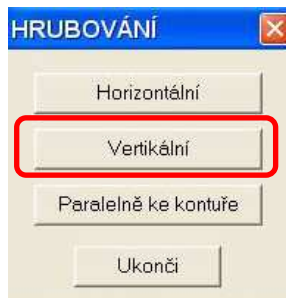 HRUBOVÁNÍ
Horizontální
Vertikální
Paralelně ke kontuře
Ukonči